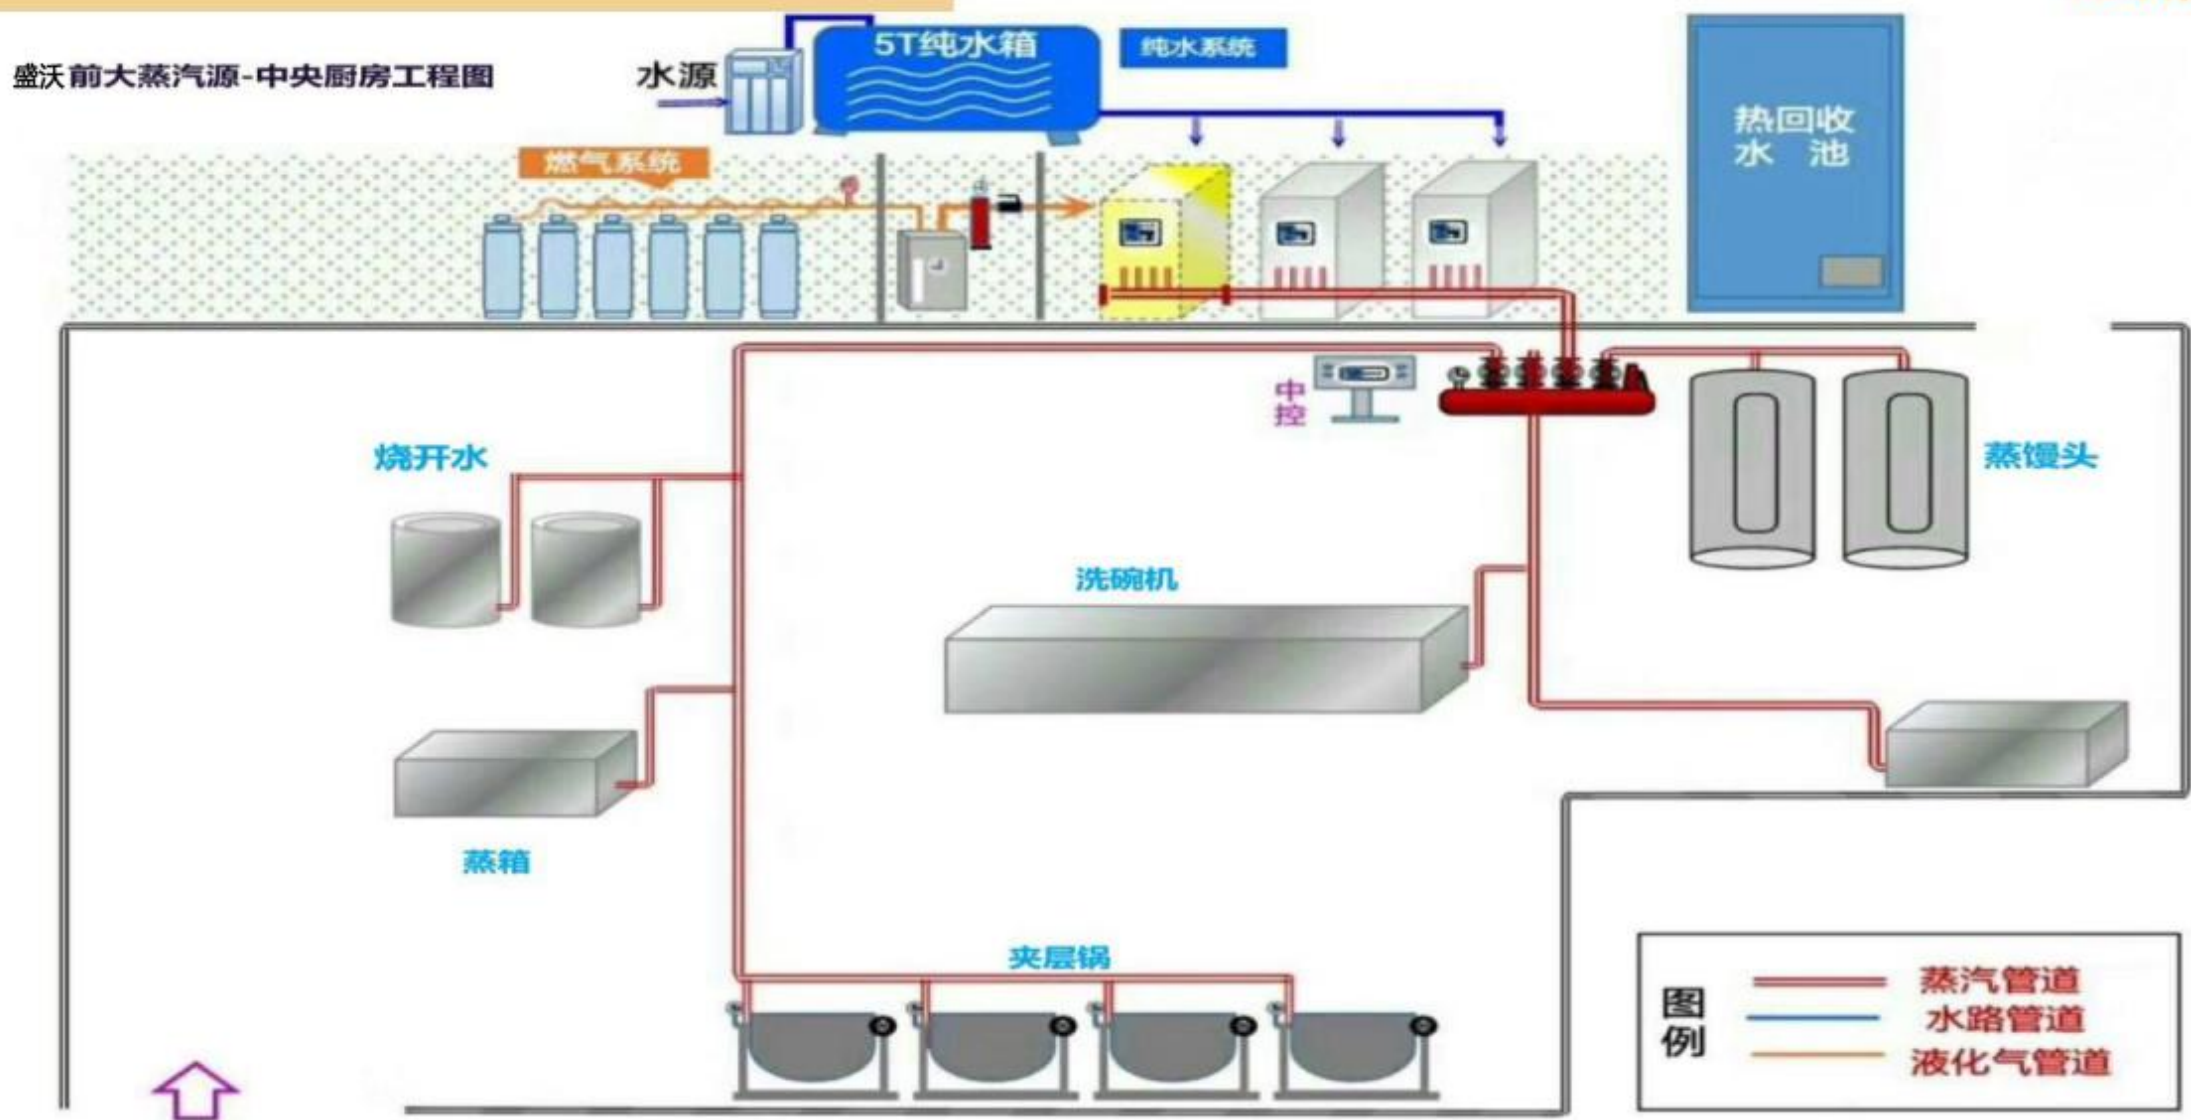 盛沃前大蒸汽源-中央厨房工程图
水源
5T纯水箱
纯水系统
热回收
水 池
燃气系统
中
控
烧开水
蒸馒头
洗碗机
蒸箱
夹层锅
图
例
蒸汽管道
水路管道
液化气管道